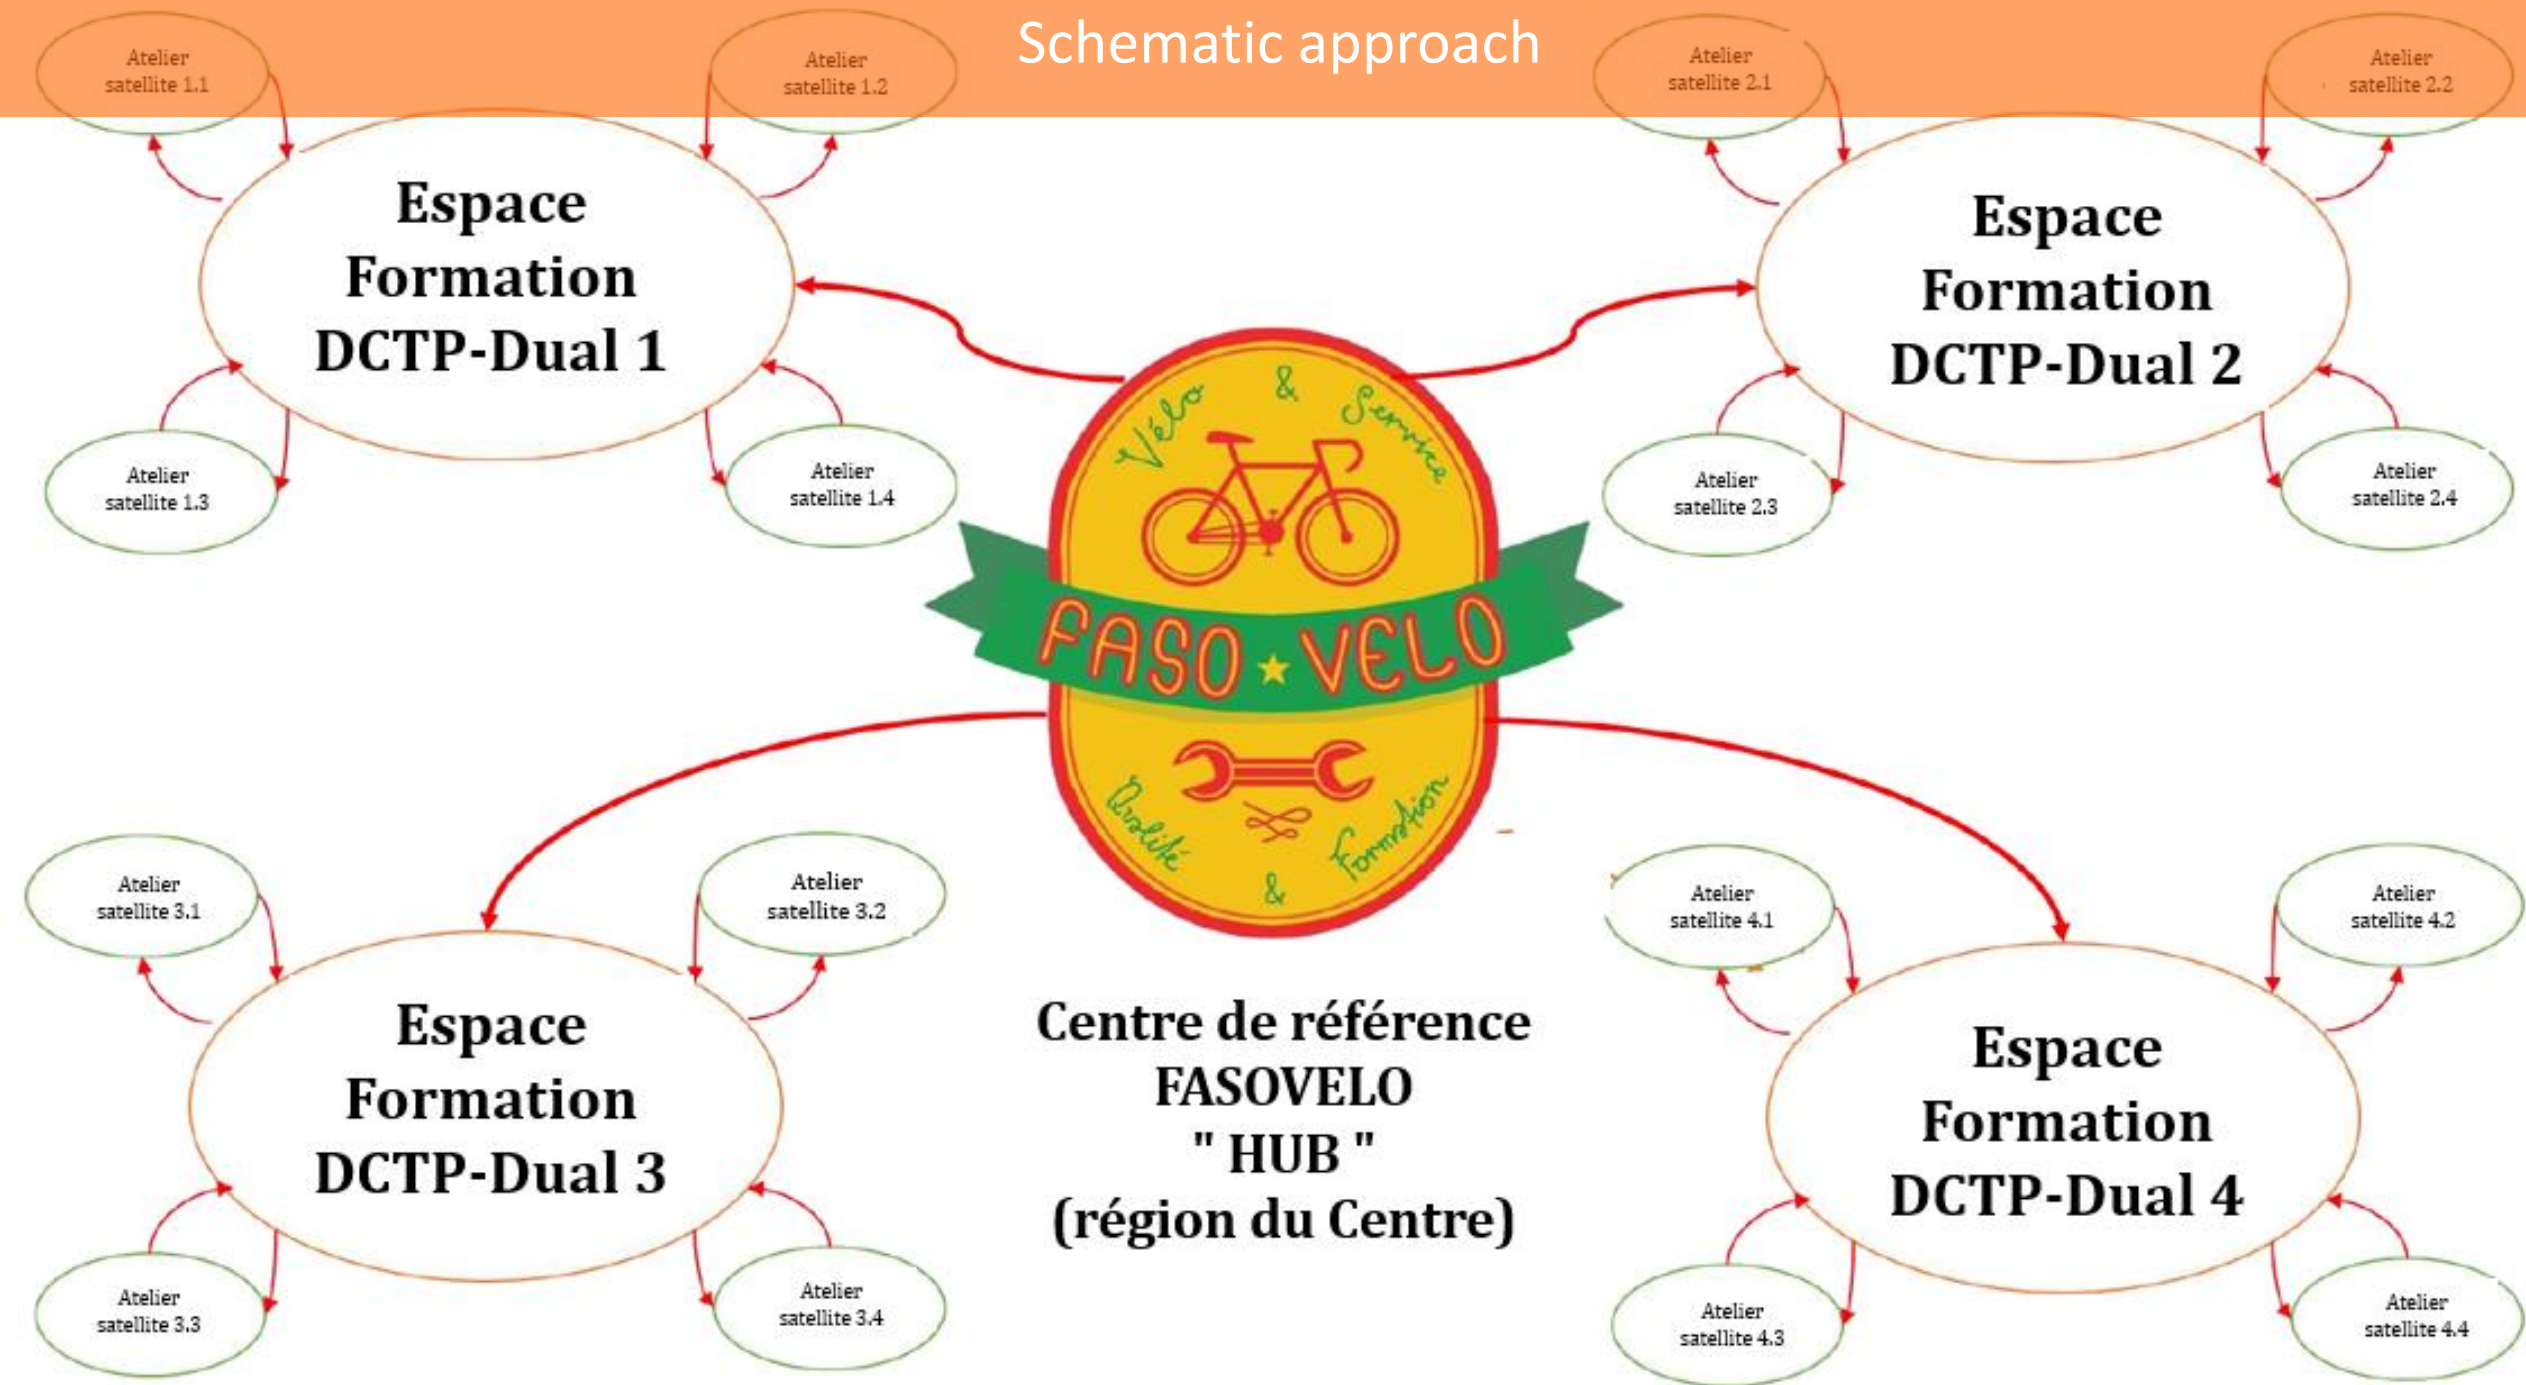 Schematic approach
Atelier
satellite 1.1
Atelier
satellite 1.2
Espace
Formation
DCTP-Dual 1
Atelier
satellite 1.3
Atelier
satellite 1.4
Atelier
satellite 2.1
Atelier
satellite 2.2
Espace
Formation
DCTP-Dual 2
Atelier
satellite 2.3
Atelier
satellite 2.4
Vélo & Service
FASO VELO
Qualité & Formation
Centre de référence
FASOVELO
" HUB "
(région du Centre)
Atelier
satellite 3.1
Atelier
satellite 3.2
Espace
Formation
DCTP-Dual 3
Atelier
satellite 3.3
Atelier
satellite 3.4
Atelier
satellite 4.1
Atelier
satellite 4.2
Espace
Formation
DCTP-Dual 4
Atelier
satellite 4.3
Atelier
satellite 4.4